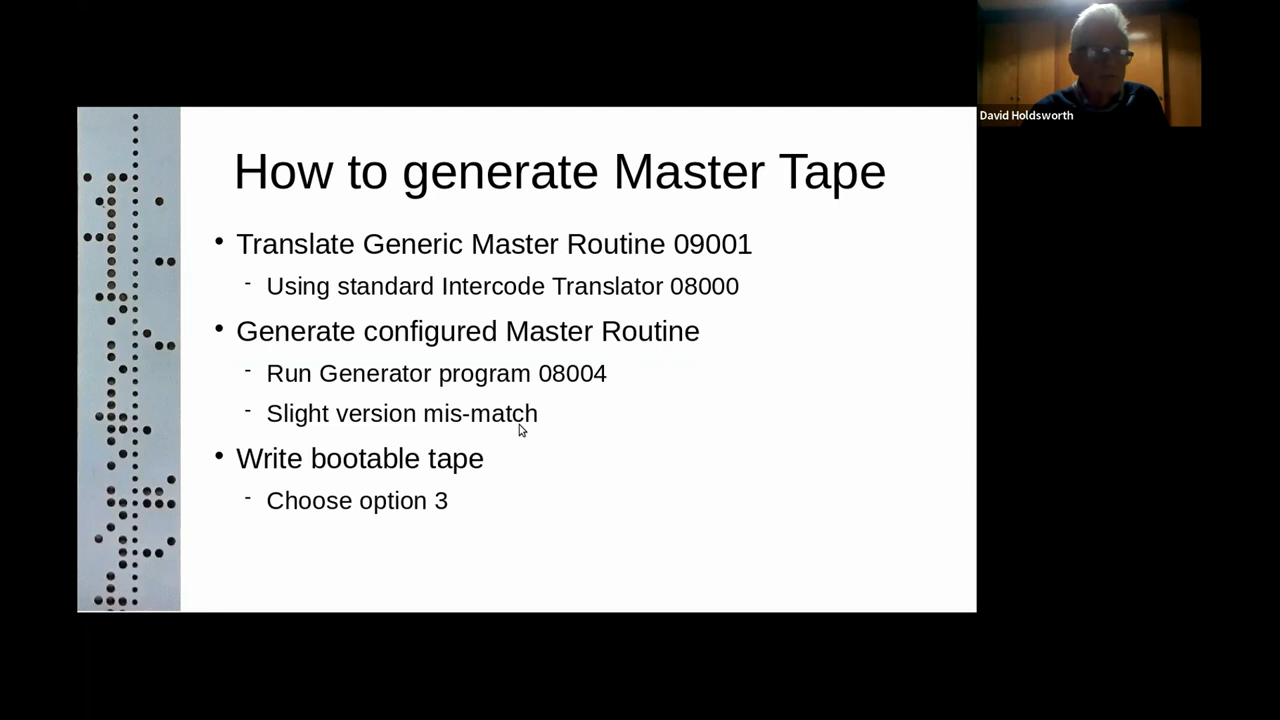 David Holdsworth
How to generate Master Tape
• Translate Generic Master Routine 09001
- Using standard Intercode Translator 08000
• Generate configured Master Routine
- Run Generator program 08004
- Slight version mis-match
• Write bootable tape
- Choose option 3